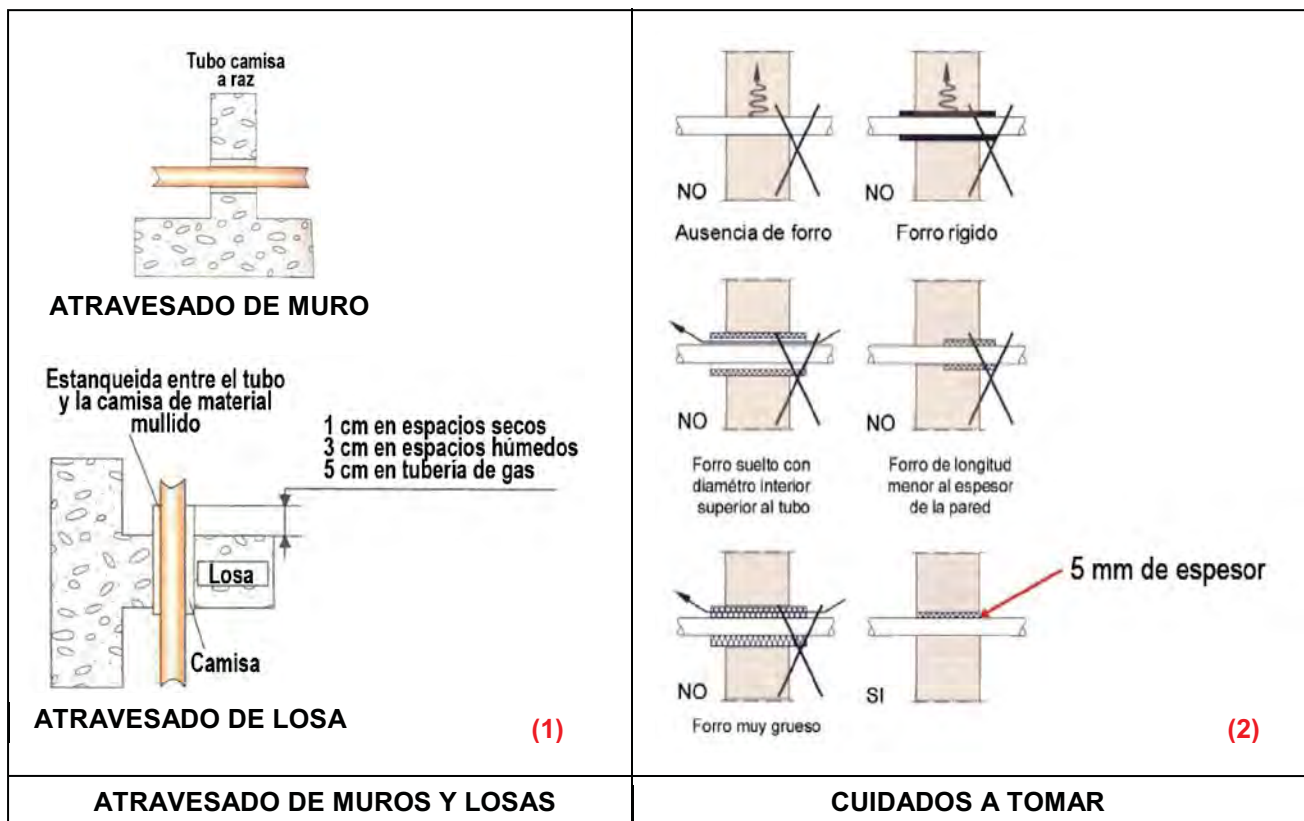 Tubo camisa
a raz
ATRAVESADO DE MURO
Estanqueida entre el tubo
y la camisa de material
mullido
1 cm en espacios secos
3 cm en espacios húmedos
5 cm en tubería de gas
Losa
Camisa
ATRAVESADO DE LOSA
(1)
NO
Ausencia de forro
NO
Forro rígido
NO
Forro suelto con
diamétro interior
superior al tubo
NO
Forro de longitud
menor al espesor
de la pared
NO
Forro muy grueso
5 mm de espesor
SI
(2)
ATRAVESADO DE MUROS Y LOSAS
CUIDADOS A TOMAR